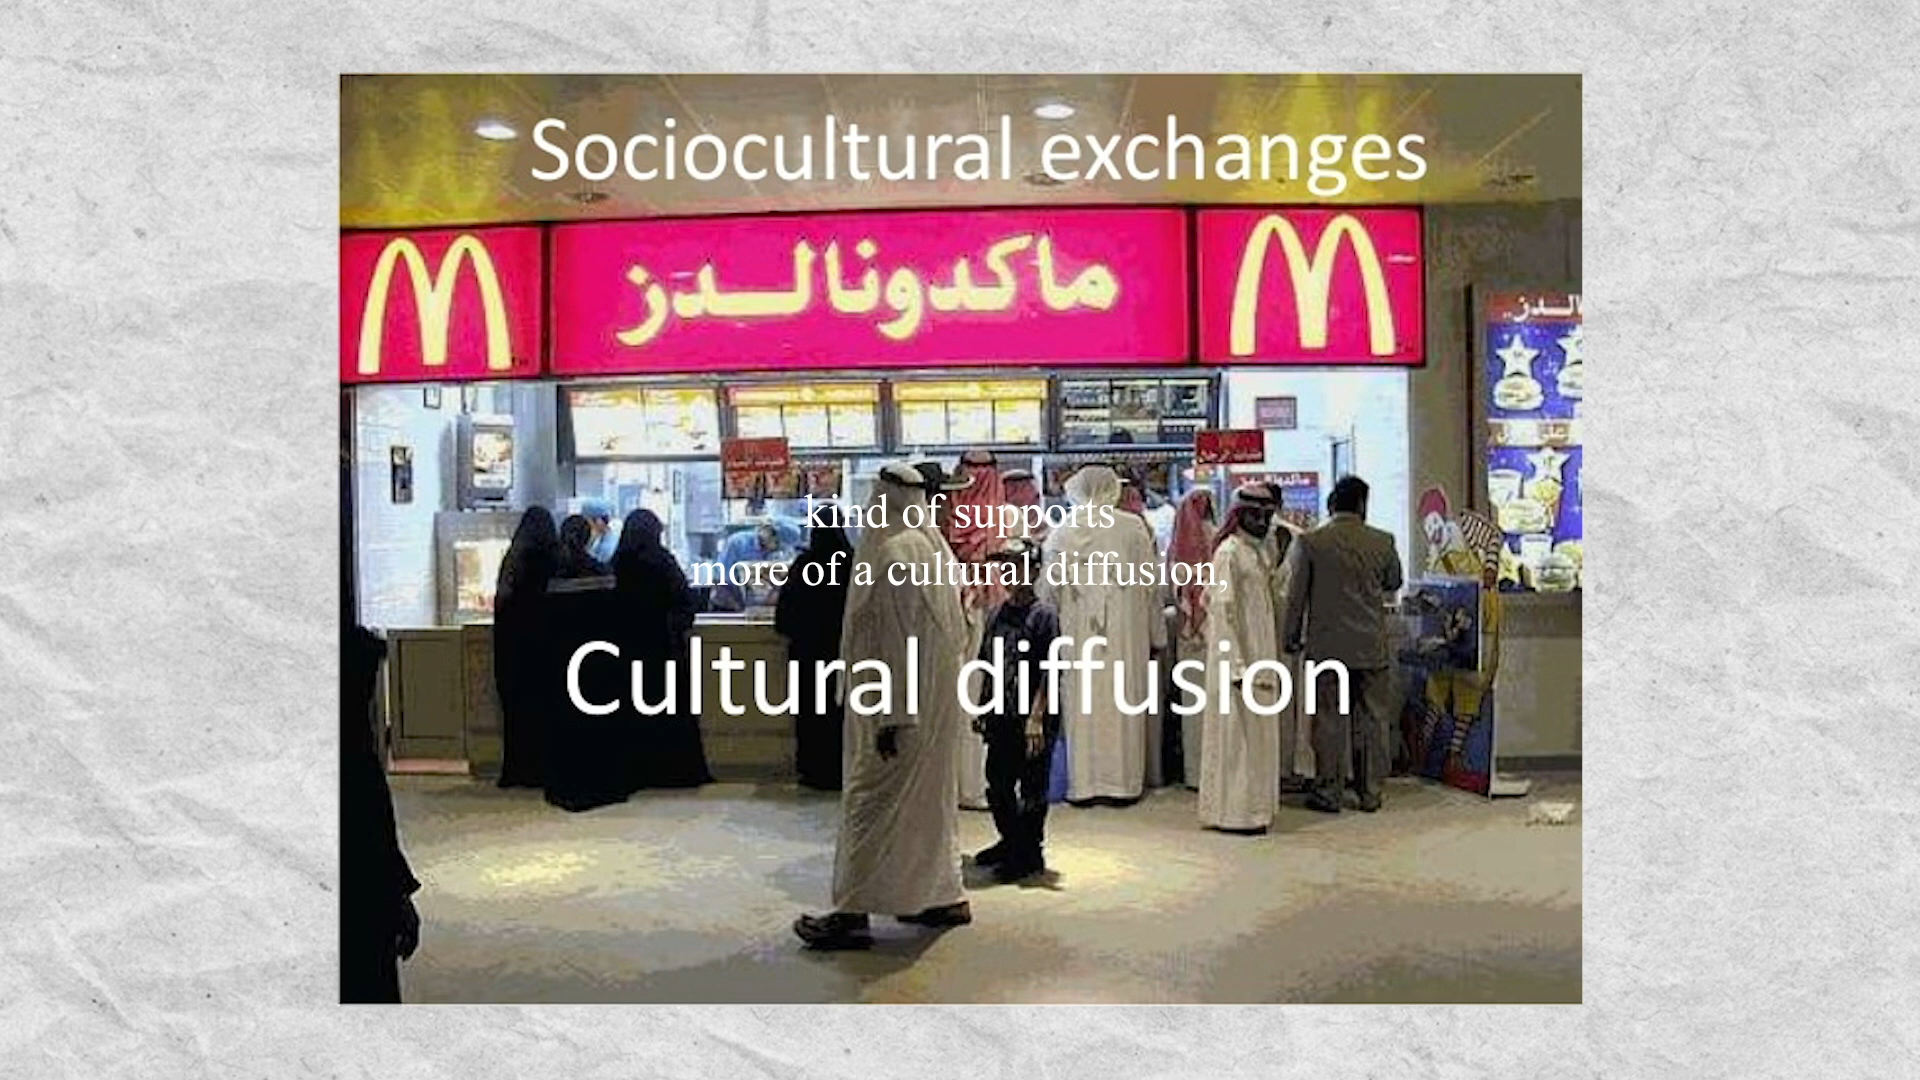 Sociocultural exchanges
ماكدونالدز
kind of supports
more of a cultural diffusion,
Cultural diffusion